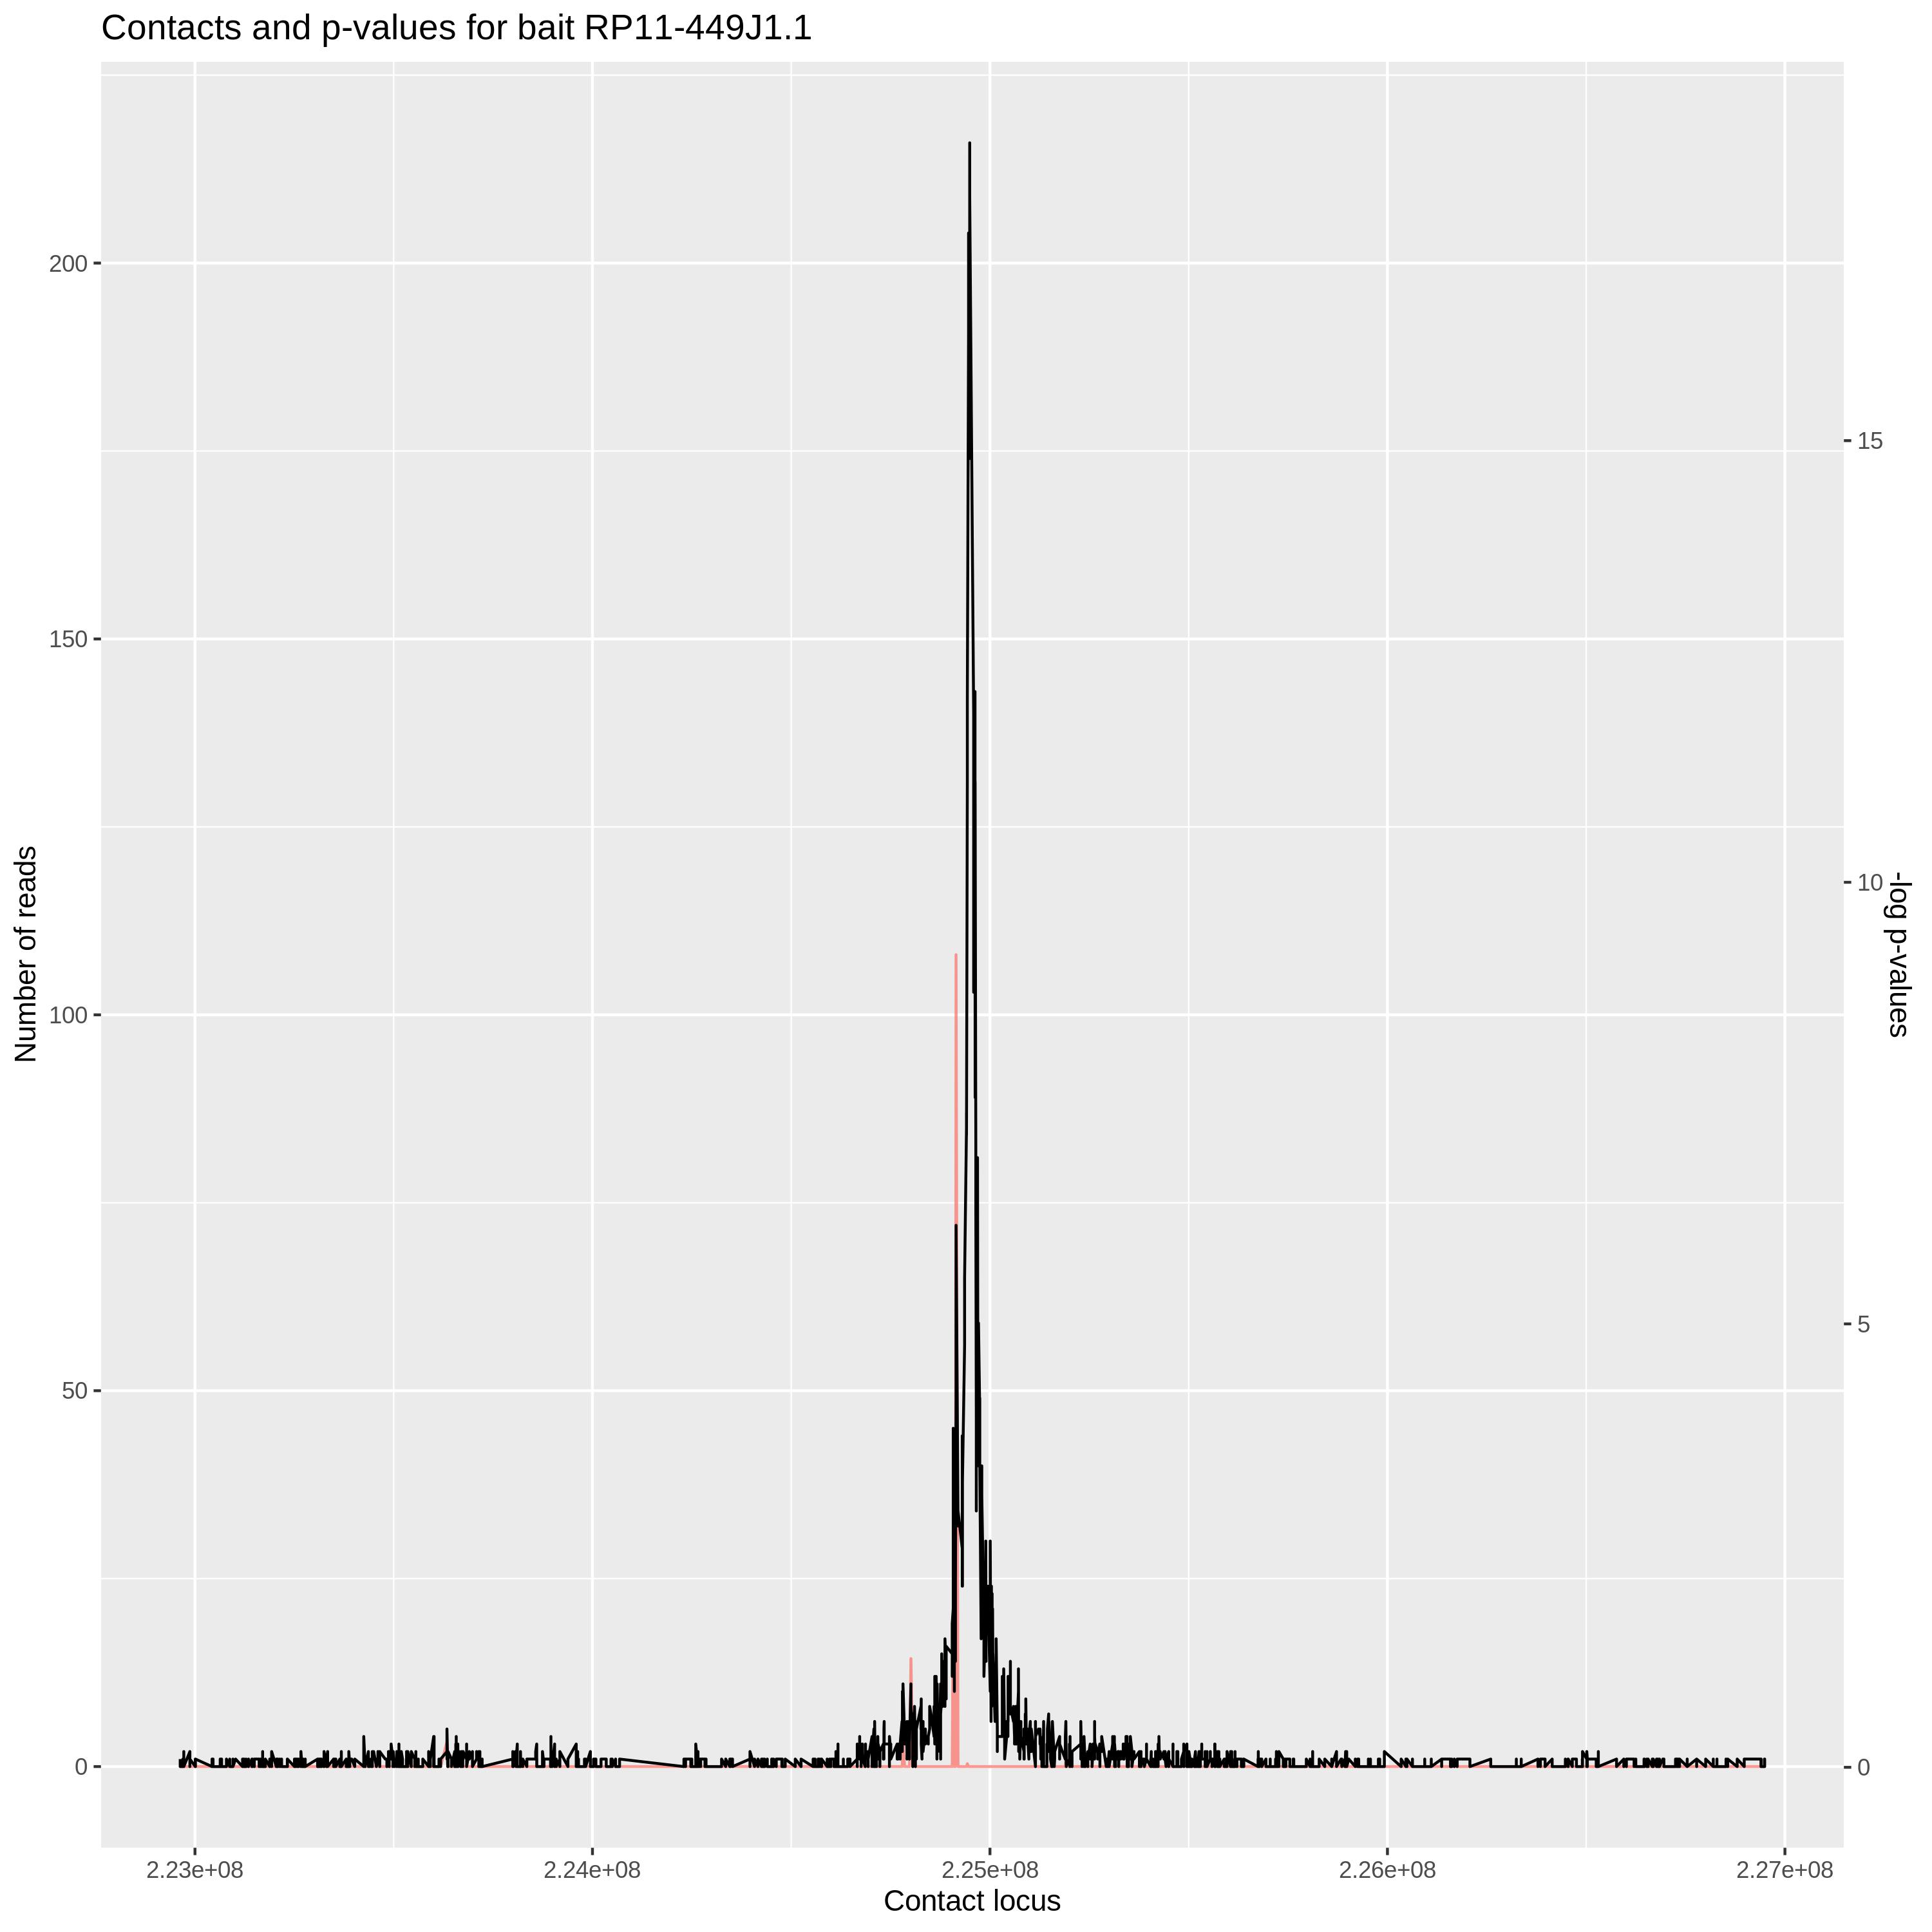 Contacts and p-values for bait RP11-449J1.1
Number of reads
200
150
100
50
0
15
10
5
0
-log p-values
2.23e+08 2.24e+08 2.25e+08 2.26e+08 2.27e+08
Contact locus